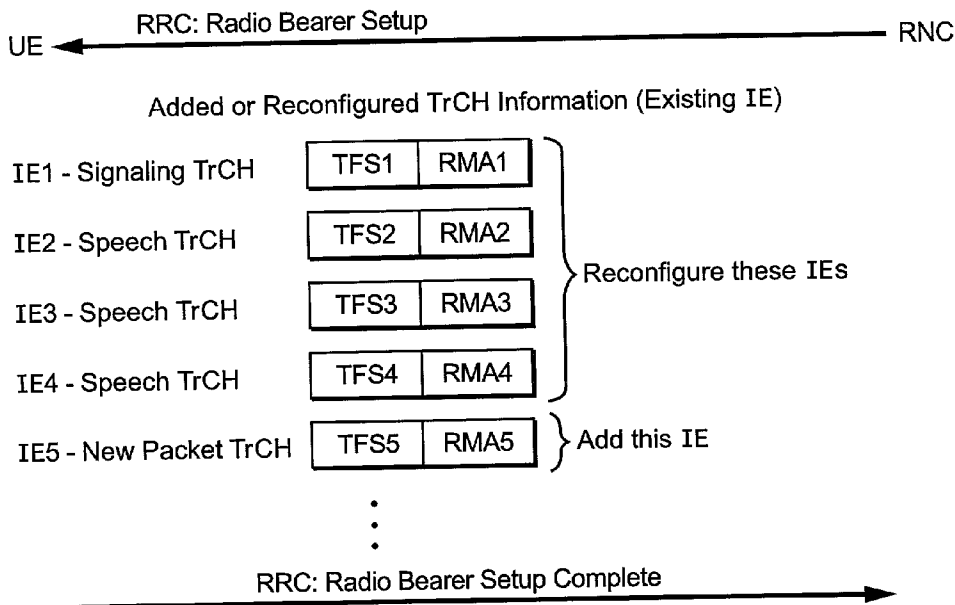 RRC: Radio Bearer Setup
UE
RNC
Added or Reconfigured TrCH Information (Existing IE)
IE1 - Signaling TrCH TFS1 RMA1
IE2 - Speech TrCH TFS2 RMA2
Reconfigure these IEs
IE3 - Speech TrCH TFS3 RMA3
IE4 - Speech TrCH TFS4 RMA4
IE5 - New Packet TrCH TFS5 RMA5 Add this IE
RRC: Radio Bearer Setup Complete